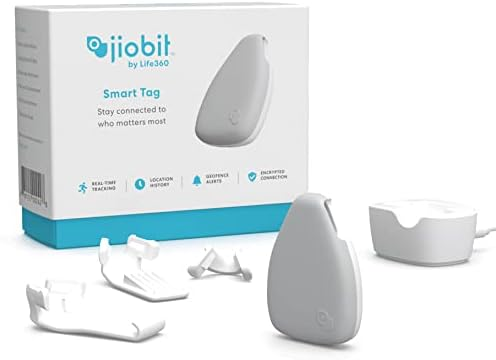 jiobit
by Life360
Smart Tag
Stay connected to
who matters most
REAL-TIME
TRACKING
LOCATION
HISTORY
GEOFENCE
ALERTS
ENCRYPTED
CONNECTION